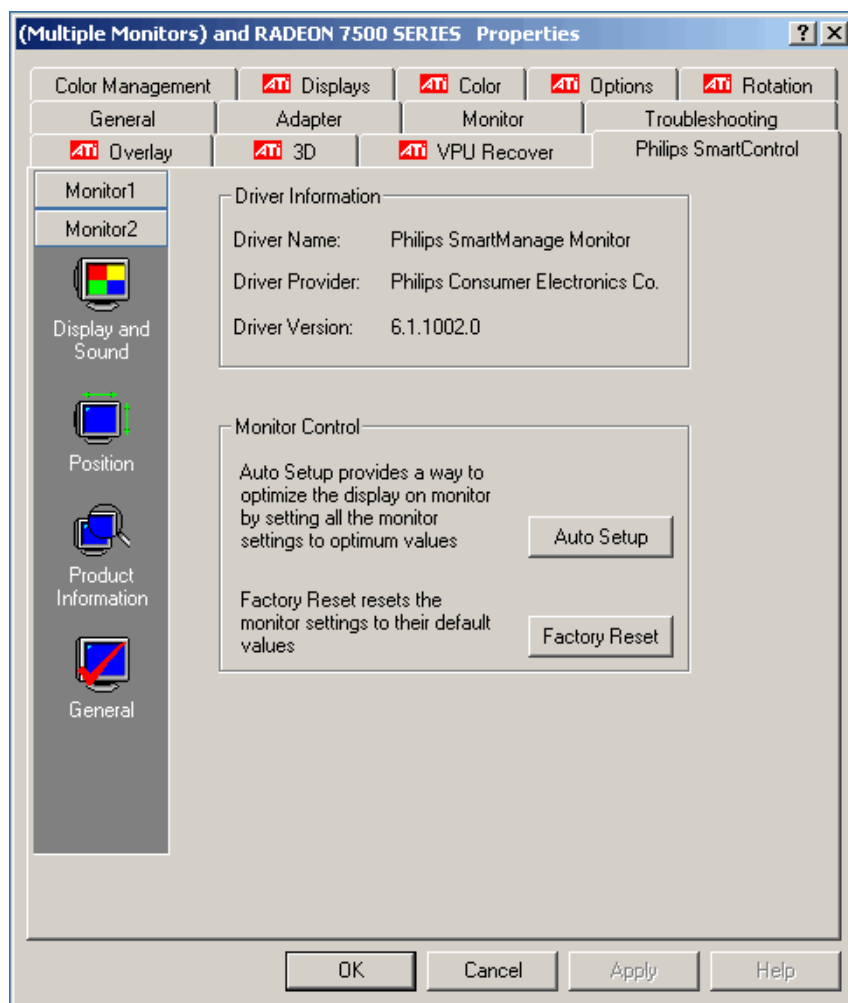 (Multiple Monitors) and RADEON 7500 SERIES Properties
Color Management ATI Displays ATI Color ATI Options ATI Rotation
General Adapter Monitor Troubleshooting
ATI Overlay ATI 3D ATI VPU Recover Philips SmartControl
Monitor1
Monitor2
Display and
Sound
Position
Product
Information
General
Driver Information
Driver Name: Philips SmartManage Monitor
Driver Provider: Philips Consumer Electronics Co.
Driver Version: 6.1.1002.0
Monitor Control
Auto Setup provides a way to
optimize the display on monitor
by setting all the monitor
settings to optimum values
Auto Setup
Factory Reset resets the
monitor settings to their default
values
Factory Reset
OK Cancel Apply Help